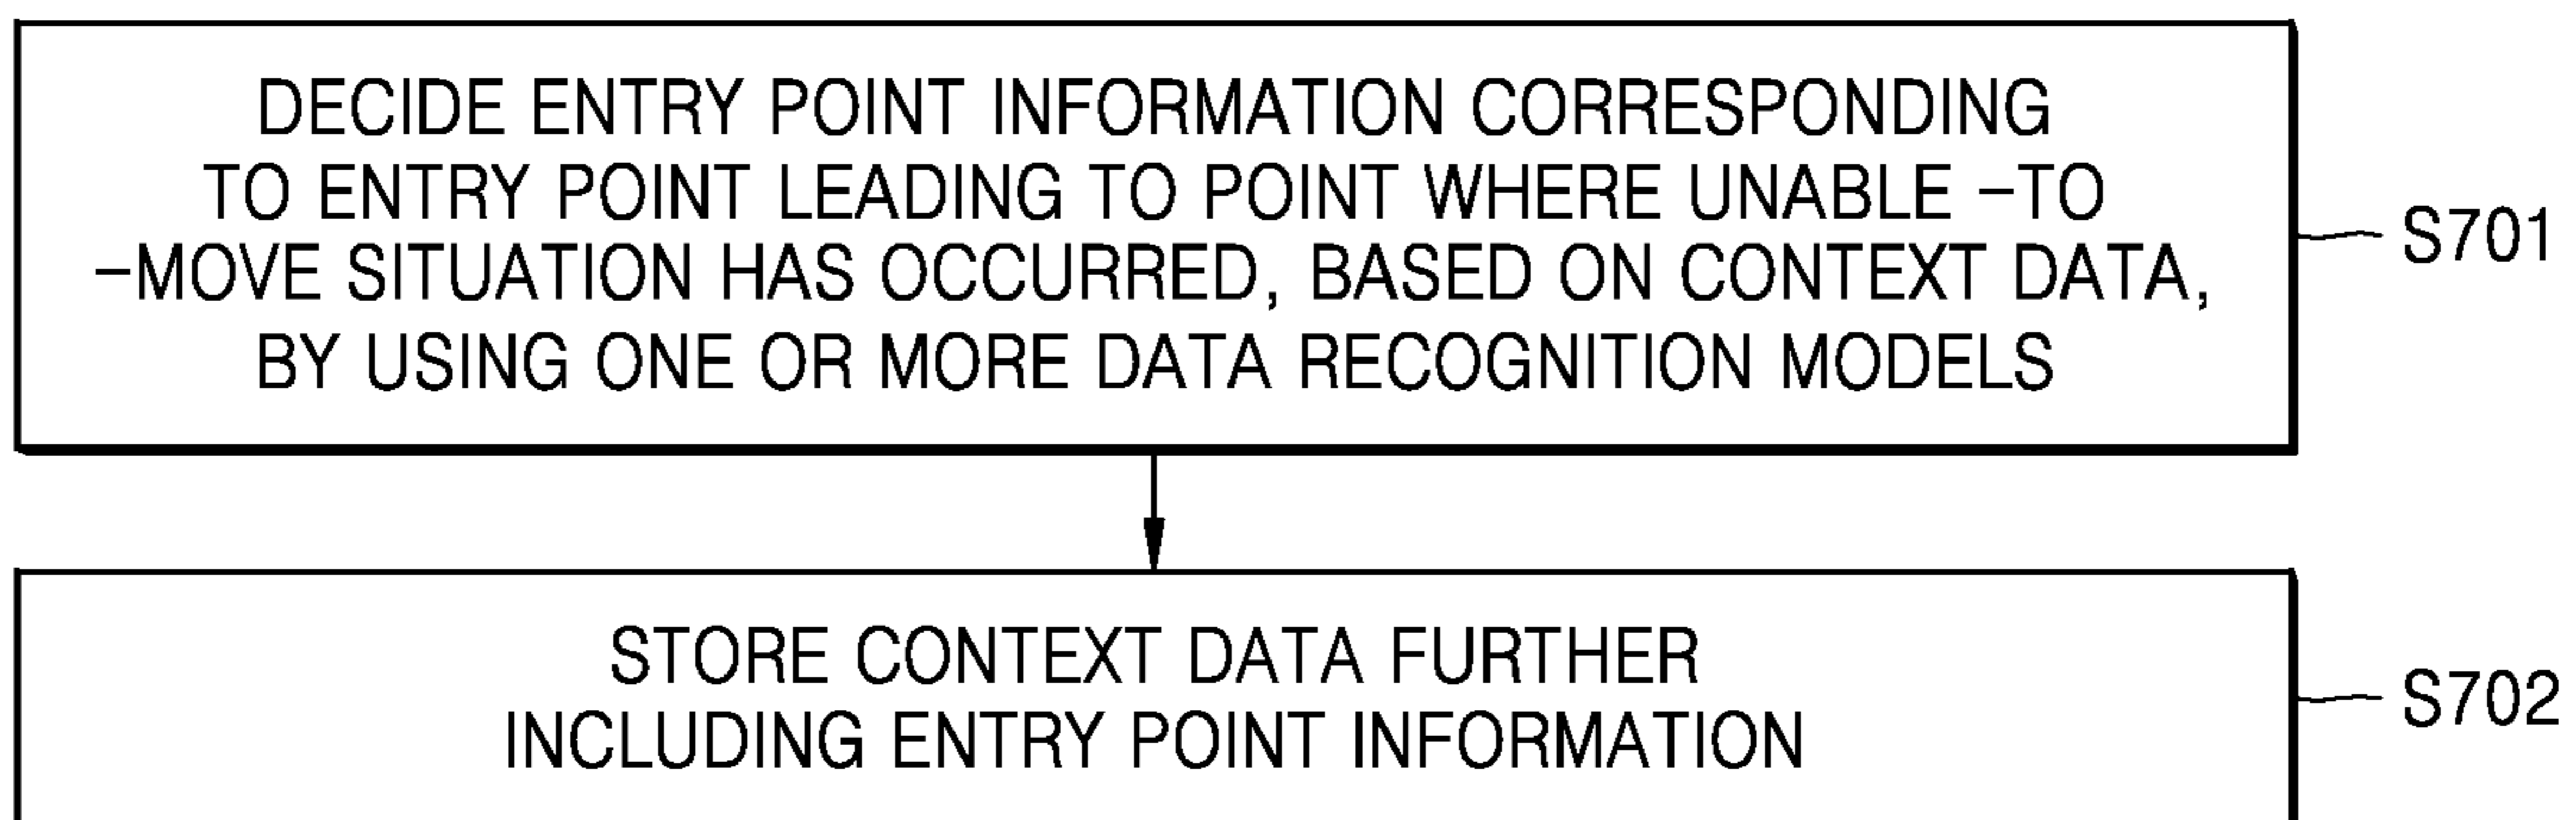 DECIDE ENTRY POINT INFORMATION CORRESPONDING
TO ENTRY POINT LEADING TO POINT WHERE UNABLE -TO
-MOVE SITUATION HAS OCCURRED, BASED ON CONTEXT DATA,
BY USING ONE OR MORE DATA RECOGNITION MODELS
S701
STORE CONTEXT DATA FURTHER
INCLUDING ENTRY POINT INFORMATION
S702